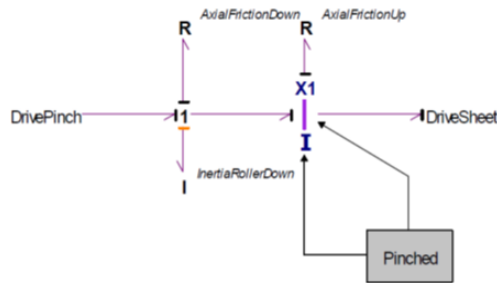 AxialFrictionDown
AxialFrictionUp
R
R
X1
DrivePinch
1
DriveSheet
I
InertiaRollerDown
I
Pinched